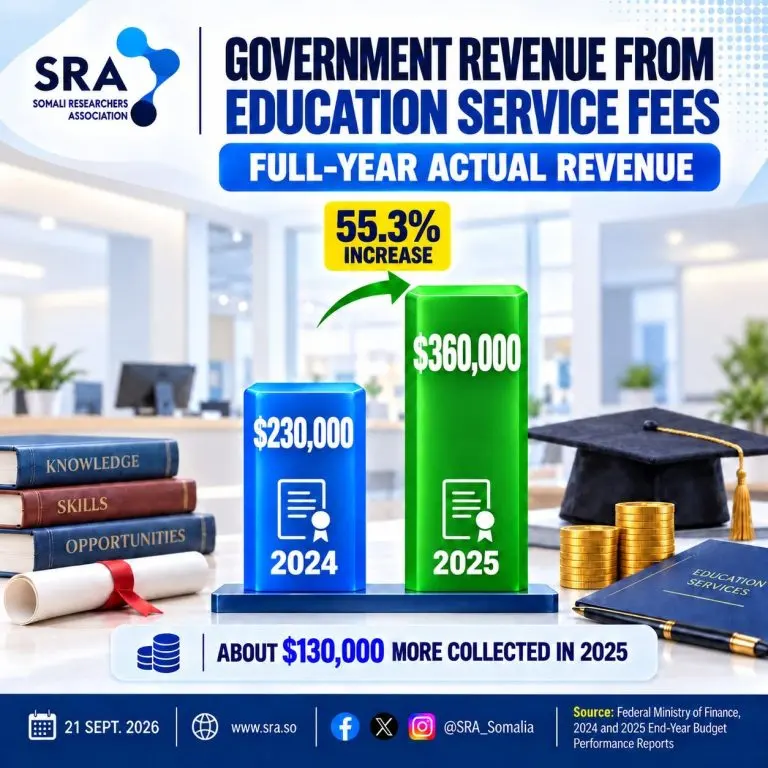 SRA
SOMALI RESEARCHERS
ASSOCIATION
GOVERNMENT REVENUE FROM
EDUCATION SERVICE FEES
FULL-YEAR ACTUAL REVENUE
55.3%
INCREASE
$230,000
2024
$360,000
2025
KNOWLEDGE
SKILLS
OPPORTUNITIES
EDUCATION
SERVICES
ABOUT $130,000 MORE COLLECTED IN 2025
21 SEPT. 2026
www.sra.so
@SRA_Somalia
Source: Federal Ministry of Finance,
2024 and 2025 End-Year Budget
Performance Reports